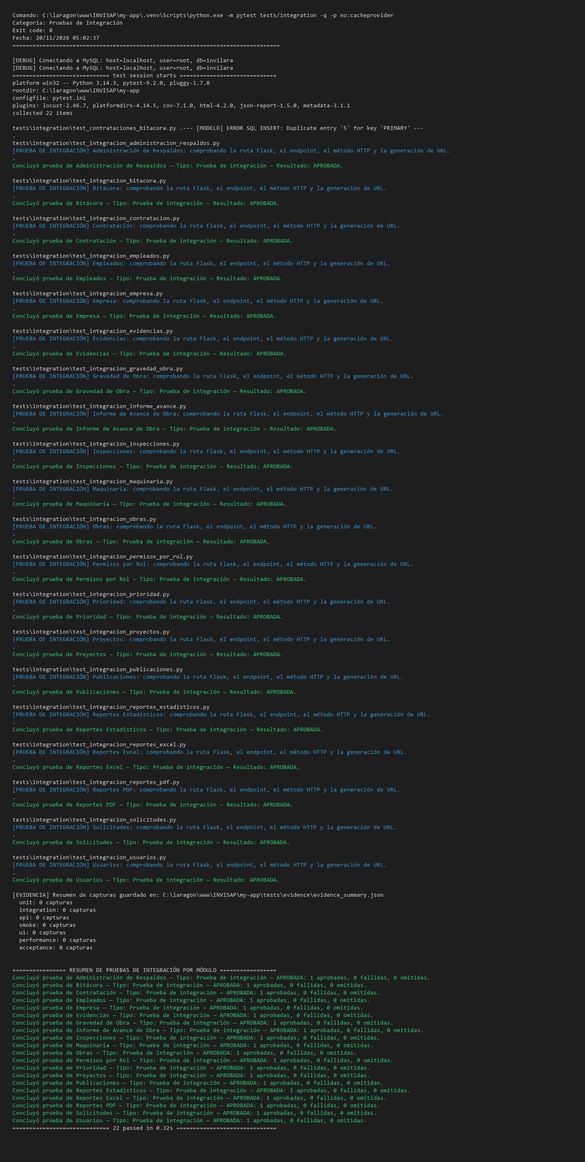 Comando: C:\laragon\www\INVISAP\my-app\.venv\Scripts\python.exe -m pytest tests/integration -q -p no:cacheprovider
Categoría: Pruebas de Integración
Exit code: 0
Fecha: 20/11/2026 05:02:37
================================================================================
[DEBUG] Conectando a MySQL: host=localhost, user=root, db=invilara
[DEBUG] Conectando a MySQL: host=localhost, user=root, db=invilara
============================= test session starts =============================
platform win32 -- Python 3.14.3, pytest-9.2.0, pluggy-1.7.0
rootdir: C:\laragon\www\INVISAP\my-app
configfile: pytest.ini
plugins: locust-2.46.7, platformdirs-4.14.5, cov-7.1.0, html-4.2.0, json-report-1.5.0, metadata-3.1.1
collected 22 items
tests\integration\test_contrataciones_bitacora.py .--- [MODELO] ERROR SQL INSERT: Duplicate entry 'S' for key 'PRIMARY' ---
.
tests\integration\test_integracion_administracion_respaldos.py
[PRUEBA DE INTEGRACIÓN] Administración de Respaldos: comprobando la ruta Flask, el endpoint, el método HTTP y la generación de URL.
.
Concluyó prueba de Administración de Respaldos — Tipo: Prueba de integración — Resultado: APROBADA.
tests\integration\test_integracion_bitacora.py
[PRUEBA DE INTEGRACIÓN] Bitácora: comprobando la ruta Flask, el endpoint, el método HTTP y la generación de URL.
.
Concluyó prueba de Bitácora — Tipo: Prueba de integración — Resultado: APROBADA.
tests\integration\test_integracion_contratacion.py
[PRUEBA DE INTEGRACIÓN] Contratación: comprobando la ruta Flask, el endpoint, el método HTTP y la generación de URL.
.
Concluyó prueba de Contratación — Tipo: Prueba de integración — Resultado: APROBADA.
tests\integration\test_integracion_empleados.py
[PRUEBA DE INTEGRACIÓN] Empleados: comprobando la ruta Flask, el endpoint, el método HTTP y la generación de URL.
.
Concluyó prueba de Empleados — Tipo: Prueba de integración — Resultado: APROBADA.
tests\integration\test_integracion_empresa.py
[PRUEBA DE INTEGRACIÓN] Empresa: comprobando la ruta Flask, el endpoint, el método HTTP y la generación de URL.
.
Concluyó prueba de Empresa — Tipo: Prueba de integración — Resultado: APROBADA.
tests\integration\test_integracion_evidencias.py
[PRUEBA DE INTEGRACIÓN] Evidencias: comprobando la ruta Flask, el endpoint, el método HTTP y la generación de URL.
.
Concluyó prueba de Evidencias — Tipo: Prueba de integración — Resultado: APROBADA.
tests\integration\test_integracion_gravedad_obra.py
[PRUEBA DE INTEGRACIÓN] Gravedad de Obra: comprobando la ruta Flask, el endpoint, el método HTTP y la generación de URL.
.
Concluyó prueba de Gravedad de Obra — Tipo: Prueba de integración — Resultado: APROBADA.
tests\integration\test_integracion_informe_avance.py
[PRUEBA DE INTEGRACIÓN] Informe de Avance de Obra: comprobando la ruta Flask, el endpoint, el método HTTP y la generación de URL.
.
Concluyó prueba de Informe de Avance de Obra — Tipo: Prueba de integración — Resultado: APROBADA.
tests\integration\test_integracion_inspecciones.py
[PRUEBA DE INTEGRACIÓN] Inspecciones: comprobando la ruta Flask, el endpoint, el método HTTP y la generación de URL.
.
Concluyó prueba de Inspecciones — Tipo: Prueba de integración — Resultado: APROBADA.
tests\integration\test_integracion_maquinaria.py
[PRUEBA DE INTEGRACIÓN] Maquinaria: comprobando la ruta Flask, el endpoint, el método HTTP y la generación de URL.
.
Concluyó prueba de Maquinaria — Tipo: Prueba de integración — Resultado: APROBADA.
tests\integration\test_integracion_obras.py
[PRUEBA DE INTEGRACIÓN] Obras: comprobando la ruta Flask, el endpoint, el método HTTP y la generación de URL.
.
Concluyó prueba de Obras — Tipo: Prueba de integración — Resultado: APROBADA.
tests\integration\test_integracion_permisos_por_rol.py
[PRUEBA DE INTEGRACIÓN] Permisos por Rol: comprobando la ruta Flask, el endpoint, el método HTTP y la generación de URL.
.
Concluyó prueba de Permisos por Rol — Tipo: Prueba de integración — Resultado: APROBADA.
tests\integration\test_integracion_prioridad.py
[PRUEBA DE INTEGRACIÓN] Prioridad: comprobando la ruta Flask, el endpoint, el método HTTP y la generación de URL.
.
Concluyó prueba de Prioridad — Tipo: Prueba de integración — Resultado: APROBADA.
tests\integration\test_integracion_proyectos.py
[PRUEBA DE INTEGRACIÓN] Proyectos: comprobando la ruta Flask, el endpoint, el método HTTP y la generación de URL.
.
Concluyó prueba de Proyectos — Tipo: Prueba de integración — Resultado: APROBADA.
tests\integration\test_integracion_publicaciones.py
[PRUEBA DE INTEGRACIÓN] Publicaciones: comprobando la ruta Flask, el endpoint, el método HTTP y la generación de URL.
.
Concluyó prueba de Publicaciones — Tipo: Prueba de integración — Resultado: APROBADA.
tests\integration\test_integracion_reportes_estadisticos.py
[PRUEBA DE INTEGRACIÓN] Reportes Estadísticos: comprobando la ruta Flask, el endpoint, el método HTTP y la generación de URL.
.
Concluyó prueba de Reportes Estadísticos — Tipo: Prueba de integración — Resultado: APROBADA.
tests\integration\test_integracion_reportes_excel.py
[PRUEBA DE INTEGRACIÓN] Reportes Excel: comprobando la ruta Flask, el endpoint, el método HTTP y la generación de URL.
.
Concluyó prueba de Reportes Excel — Tipo: Prueba de integración — Resultado: APROBADA.
tests\integration\test_integracion_reportes_pdf.py
[PRUEBA DE INTEGRACIÓN] Reportes PDF: comprobando la ruta Flask, el endpoint, el método HTTP y la generación de URL.
.
Concluyó prueba de Reportes PDF — Tipo: Prueba de integración — Resultado: APROBADA.
tests\integration\test_integracion_solicitudes.py
[PRUEBA DE INTEGRACIÓN] Solicitudes: comprobando la ruta Flask, el endpoint, el método HTTP y la generación de URL.
.
Concluyó prueba de Solicitudes — Tipo: Prueba de integración — Resultado: APROBADA.
tests\integration\test_integracion_usuarios.py
[PRUEBA DE INTEGRACIÓN] Usuarios: comprobando la ruta Flask, el endpoint, el método HTTP y la generación de URL.
.
Concluyó prueba de Usuarios — Tipo: Prueba de integración — Resultado: APROBADA.
[EVIDENCIA] Resumen de capturas guardado en: C:\laragon\www\INVISAP\my-app\tests\evidence\evidence_summary.json
unit: 0 capturas
integration: 0 capturas
api: 0 capturas
smoke: 0 capturas
ui: 0 capturas
performance: 0 capturas
acceptance: 0 capturas
================ RESUMEN DE PRUEBAS DE INTEGRACIÓN POR MÓDULO =================
Concluyó prueba de Administración de Respaldos — Tipo: Prueba de integración — APROBADA: 1 aprobadas, 0 fallidas, 0 omitidas.
Concluyó prueba de Bitácora — Tipo: Prueba de integración — APROBADA: 1 aprobadas, 0 fallidas, 0 omitidas.
Concluyó prueba de Contratación — Tipo: Prueba de integración — APROBADA: 1 aprobadas, 0 fallidas, 0 omitidas.
Concluyó prueba de Empleados — Tipo: Prueba de integración — APROBADA: 1 aprobadas, 0 fallidas, 0 omitidas.
Concluyó prueba de Empresa — Tipo: Prueba de integración — APROBADA: 1 aprobadas, 0 fallidas, 0 omitidas.
Concluyó prueba de Evidencias — Tipo: Prueba de integración — APROBADA: 1 aprobadas, 0 fallidas, 0 omitidas.
Concluyó prueba de Gravedad de Obra — Tipo: Prueba de integración — APROBADA: 1 aprobadas, 0 fallidas, 0 omitidas.
Concluyó prueba de Informe de Avance de Obra — Tipo: Prueba de integración — APROBADA: 1 aprobadas, 0 fallidas, 0 omitidas.
Concluyó prueba de Inspecciones — Tipo: Prueba de integración — APROBADA: 1 aprobadas, 0 fallidas, 0 omitidas.
Concluyó prueba de Maquinaria — Tipo: Prueba de integración — APROBADA: 1 aprobadas, 0 fallidas, 0 omitidas.
Concluyó prueba de Obras — Tipo: Prueba de integración — APROBADA: 1 aprobadas, 0 fallidas, 0 omitidas.
Concluyó prueba de Permisos por Rol — Tipo: Prueba de integración — APROBADA: 1 aprobadas, 0 fallidas, 0 omitidas.
Concluyó prueba de Prioridad — Tipo: Prueba de integración — APROBADA: 1 aprobadas, 0 fallidas, 0 omitidas.
Concluyó prueba de Proyectos — Tipo: Prueba de integración — APROBADA: 1 aprobadas, 0 fallidas, 0 omitidas.
Concluyó prueba de Publicaciones — Tipo: Prueba de integración — APROBADA: 1 aprobadas, 0 fallidas, 0 omitidas.
Concluyó prueba de Reportes Estadísticos — Tipo: Prueba de integración — APROBADA: 1 aprobadas, 0 fallidas, 0 omitidas.
Concluyó prueba de Reportes Excel — Tipo: Prueba de integración — APROBADA: 1 aprobadas, 0 fallidas, 0 omitidas.
Concluyó prueba de Reportes PDF — Tipo: Prueba de integración — APROBADA: 1 aprobadas, 0 fallidas, 0 omitidas.
Concluyó prueba de Solicitudes — Tipo: Prueba de integración — APROBADA: 1 aprobadas, 0 fallidas, 0 omitidas.
Concluyó prueba de Usuarios — Tipo: Prueba de integración — APROBADA: 1 aprobadas, 0 fallidas, 0 omitidas.
============================= 22 passed in 0.32s ==============================